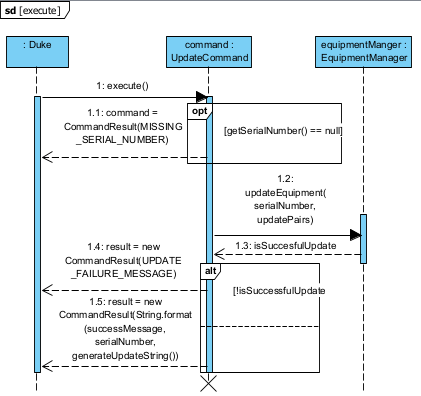 sd [execute]
: Duke
command :
UpdateCommand
equipmentManger :
EquipmentManager
1: execute()
1.1: command =
CommandResult(MISSING
_SERIAL_NUMBER)
opt
[getSerialNumber() == null]
1.2:
updateEquipment(
serialNumber,
updatePairs)
1.3: isSuccesfulUpdate
1.4: result = new
CommandResult(UPDATE
_FAILURE_MESSAGE)
alt
[!isSuccessfulUpdate
1.5: result = new
CommandResult(String.format
(successMessage,
serialNumber,
generateUpdateString())